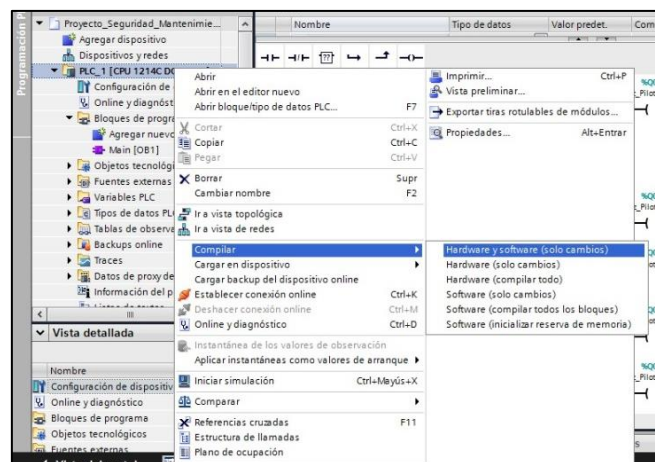 Programación P
Proyecto_Seguridad_Mantenimie...
Agregar dispositivo
Dispositivos y redes
PLC_1 [CPU 1214C DC
Configuración de
Online y diagnóst
Bloques de progra
Agregar nuevo
Main [OB1]
Objetos tecnológi
Fuentes externas
Variables PLC
Tipos de datos PL
Tablas de observa
Backups online
Traces
Datos de proxy de
Información del p
Vista detallada
Nombre
Configuración de dispositiv
Online y diagnóstico
Bloques de programa
Objetos tecnológicos
Fuentes externas
Nombre Tipo de datos Valor predet. Com
Abrir
Abrir en el editor nuevo
Abrir bloque/tipo de datos PLC... F7
Cortar Ctrl+X
Copiar Ctrl+C
Pegar Ctrl+V
Borrar Supr
Cambiar nombre F2
Ir a vista topológica
Ir a vista de redes
Compilar
Cargar en dispositivo
Cargar backup del dispositivo online
Establecer conexión online Ctrl+K
Deshacer conexión online Ctrl+M
Online y diagnóstico Ctrl+D
Instantánea de los valores de observación
Aplicar instantáneas como valores de arranque
Iniciar simulación Ctrl+Mayús+X
Comparar
Referencias cruzadas F11
Estructura de llamadas
Plano de ocupación
Imprimir... Ctrl+P
Vista preliminar...
Exportar tiras rotulables de módulos...
Propiedades... Alt+Entrar
Hardware y software (solo cambios)
Hardware (solo cambios)
Hardware (compilar todo)
Software (solo cambios)
Software (compilar todos los bloques)
Software (inicializar reserva de memoria)